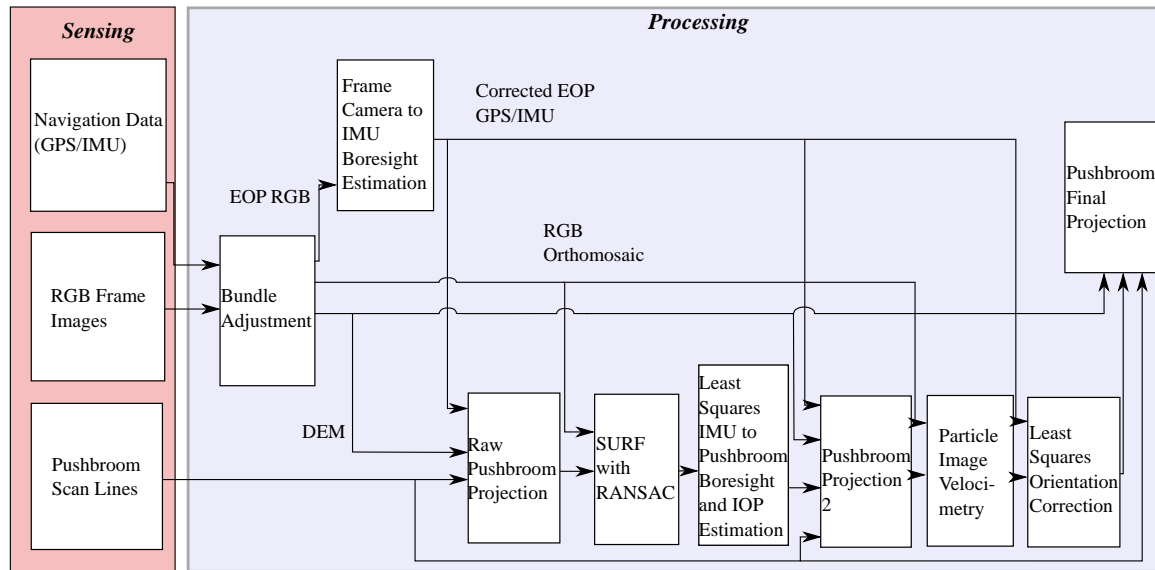 Sensing
Processing
Navigation Data
(GPS/IMU)
RGB Frame
Images
Pushbroom
Scan Lines
Frame
Camera to
IMU
Boresight
Estimation
Corrected EOP
GPS/IMU
EOP RGB
RGB
Orthomosaic
Bundle
Adjustment
DEM
Raw
Pushbroom
Projection
SURF
with
RANSAC
Least
Squares
IMU to
Pushbroom
Boresight
and IOP
Estimation
Pushbroom
Projection
2
Particle
Image
Veloci-
metry
Least
Squares
Orientation
Correction
Pushbroom
Final
Projection